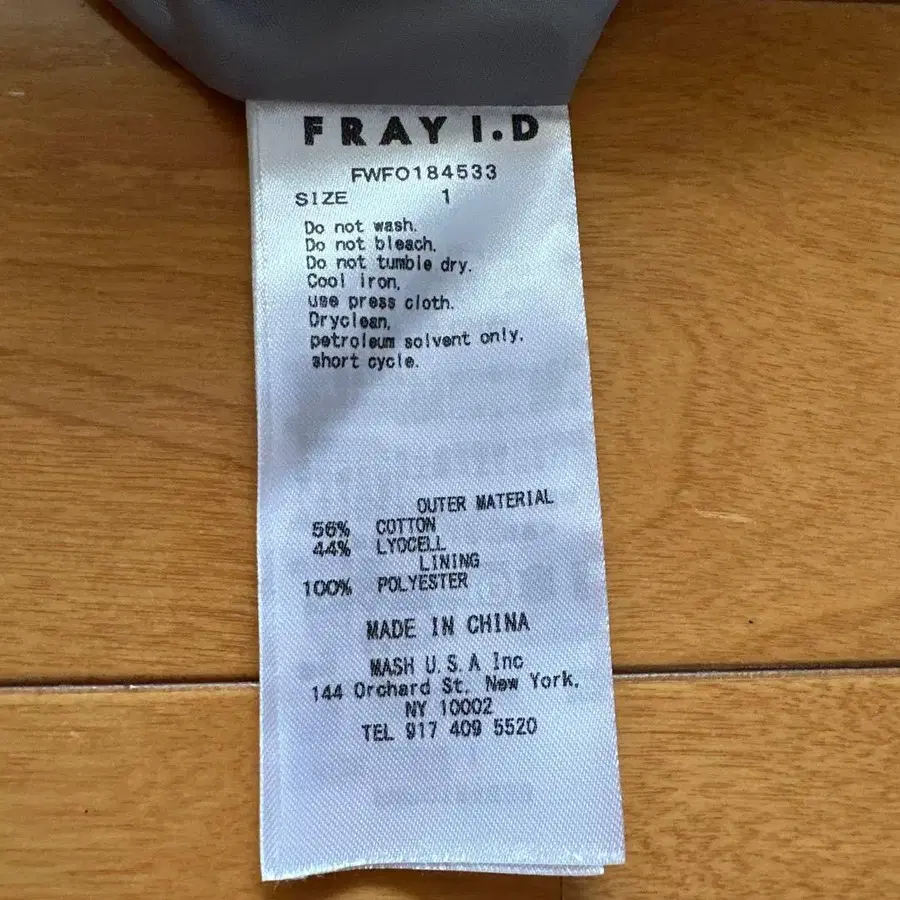 FRAY I.D
FWFO184533
SIZE 1
Do not wash.
Do not bleach.
Do not tumble dry.
Cool iron,
use press cloth.
Dryclean,
petroleum solvent only.
short cycle.
OUTER MATERIAL
56% COTTON
44% LYOCELL
LINING
100% POLYESTER
MADE IN CHINA
MASH U.S.A Inc
144 Orchard St. New York.
NY 10002
TEL 917 409 5520